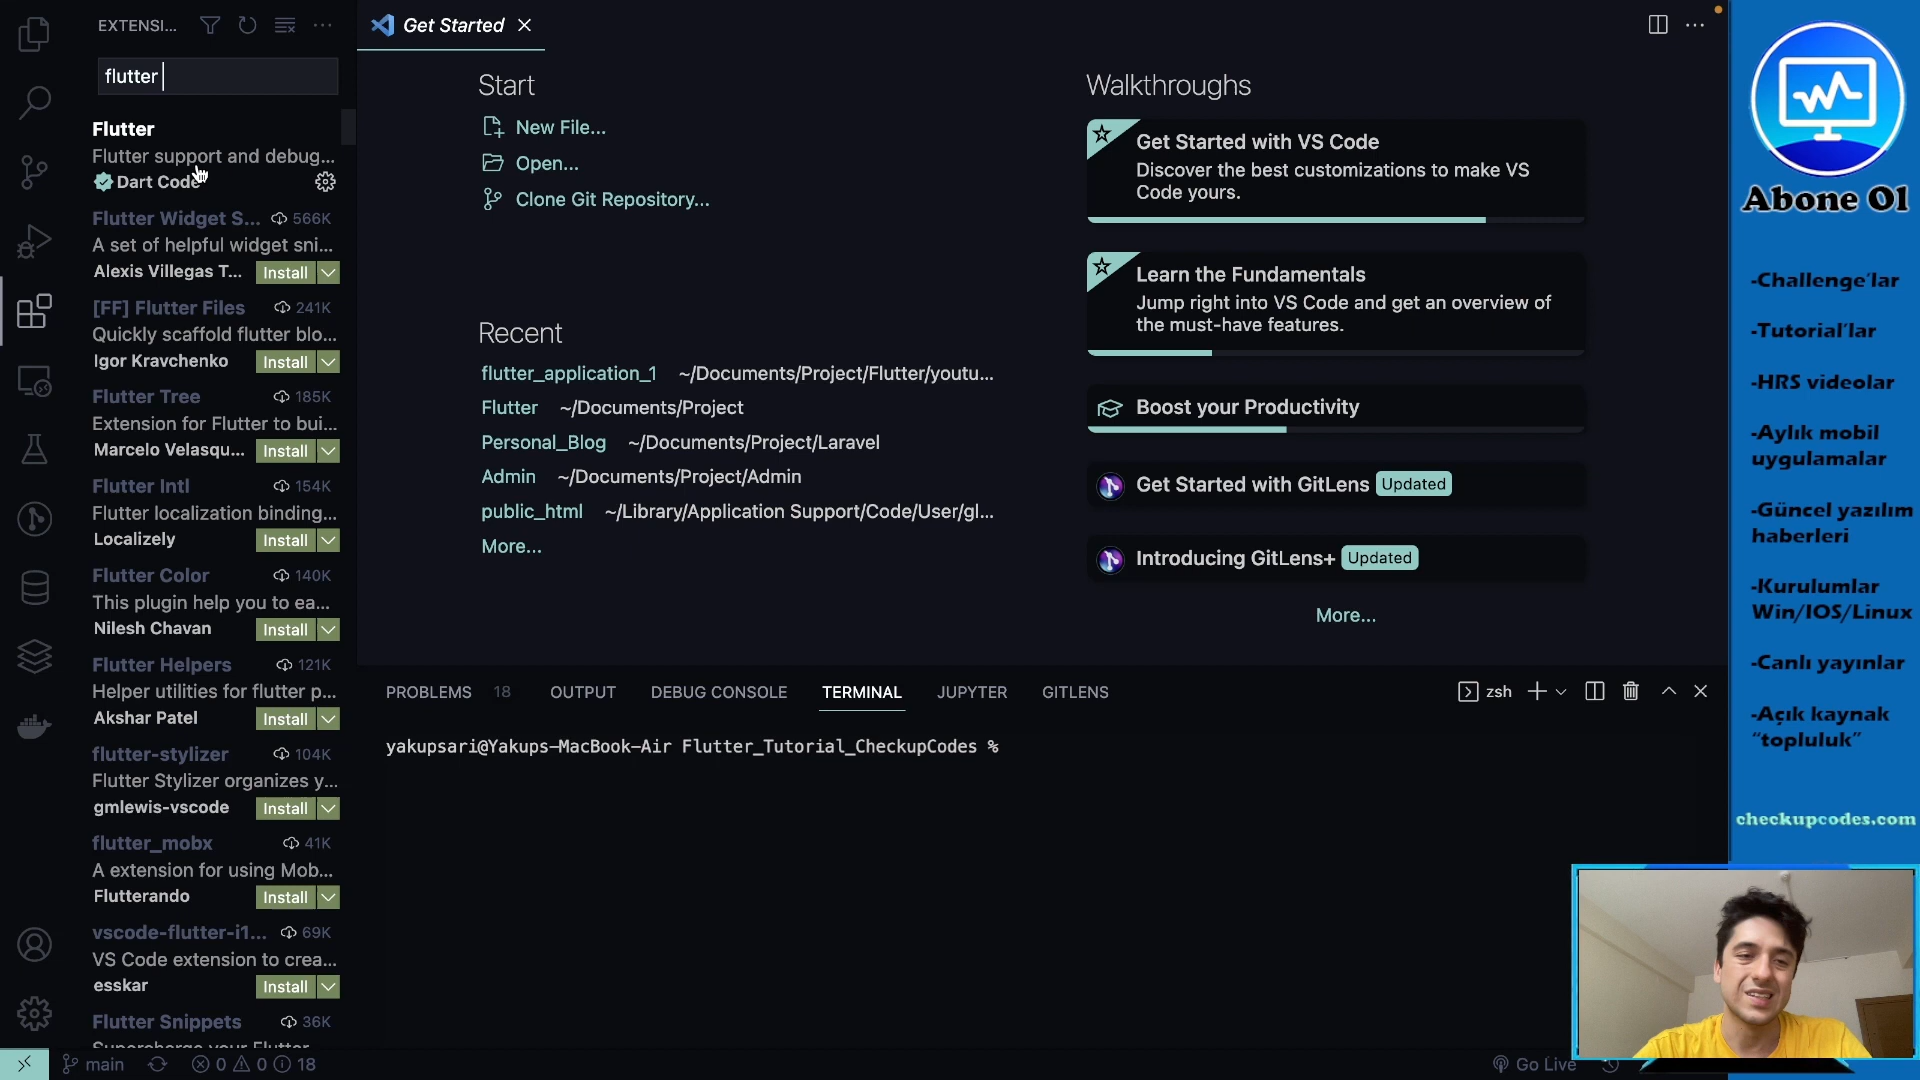 EXTENSI...
flutter
Flutter
Flutter support and debug...
Dart Code
Flutter Widget S... 566K
A set of helpful widget sni...
Alexis Villegas T... Install
[FF] Flutter Files 241K
Quickly scaffold flutter blo...
Igor Kravchenko Install
Flutter Tree 185K
Extension for Flutter to bui...
Marcelo Velasqu... Install
Flutter Intl 154K
Flutter localization binding...
Localizely Install
Flutter Color 140K
This plugin help you to ea...
Nilesh Chavan Install
Flutter Helpers 121K
Helper utilities for flutter p...
Akshar Patel Install
flutter-stylizer 104K
Flutter Stylizer organizes y...
gmlewis-vscode Install
flutter_mobx 41K
A extension for using Mob...
Flutterando Install
vscode-flutter-i1... 69K
VS Code extension to crea...
esskar Install
Flutter Snippets 36K
Get Started
Start
New File...
Open...
Clone Git Repository...
Recent
flutter_application_1 ~/Documents/Project/Flutter/youtu...
Flutter ~/Documents/Project
Personal_Blog ~/Documents/Project/Laravel
Admin ~/Documents/Project/Admin
public_html ~/Library/Application Support/Code/User/gl...
More...
Walkthroughs
Get Started with VS Code
Discover the best customizations to make VS
Code yours.
Learn the Fundamentals
Jump right into VS Code and get an overview of
the must-have features.
Boost your Productivity
Get Started with GitLens Updated
Introducing GitLens+ Updated
More...
PROBLEMS 18 OUTPUT DEBUG CONSOLE TERMINAL JUPYTER GITLENS zsh
yakupsari@Yakups-MacBook-Air Flutter_Tutorial_CheckupCodes %
main 0 0 18 Go Live
Abone Ol
-Challenge'lar
-Tutorial'lar
-HRS videolar
-Aylık mobil
uygulamalar
-Güncel yazılım
haberleri
-Kurulumlar
Win/IOS/Linux
-Canlı yayınlar
-Açık kaynak
"topluluk"
checkupcodes.com